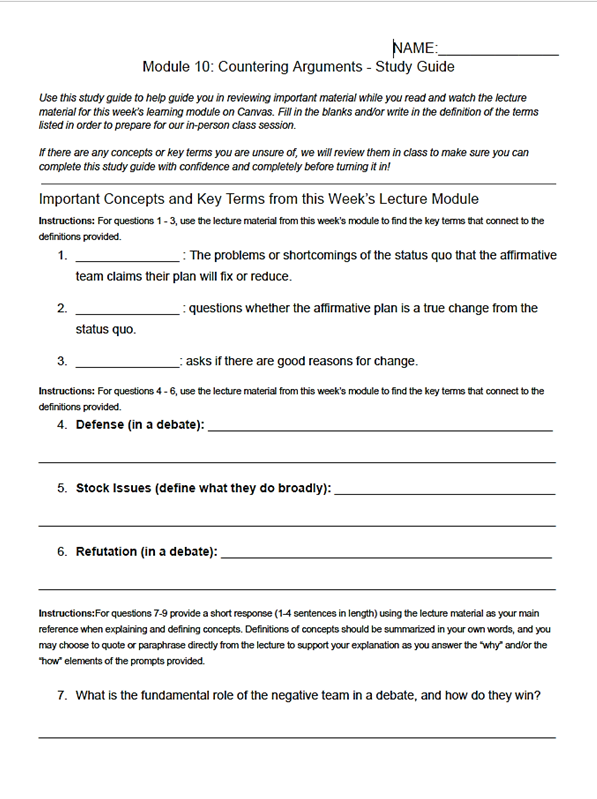 NAME:_________________
Module 10: Countering Arguments - Study Guide
Use this study guide to help guide you in reviewing important material while you read and watch the lecture
material for this week's learning module on Canvas. Fill in the blanks and/or write in the definition of the terms
listed in order to prepare for our in-person class session.
If there are any concepts or key terms you are unsure of, we will review them in class to make sure you can
complete this study guide with confidence and completely before turning it in!
Important Concepts and Key Terms from this Week's Lecture Module
Instructions: For questions 1 - 3, use the lecture material from this week's module to find the key terms that connect to the
definitions provided.
1. _______________ : The problems or shortcomings of the status quo that the affirmative
team claims their plan will fix or reduce.
2. _______________ : questions whether the affirmative plan is a true change from the
status quo.
3. _______________: asks if there are good reasons for change.
Instructions: For questions 4 - 6, use the lecture material from this week's module to find the key terms that connect to the
definitions provided.
4. Defense (in a debate): _______________
5. Stock Issues (define what they do broadly): _______________
6. Refutation (in a debate): _______________
Instructions:For questions 7-9 provide a short response (1-4 sentences in length) using the lecture material as your main
reference when explaining and defining concepts. Definitions of concepts should be summarized in your own words, and you
may choose to quote or paraphrase directly from the lecture to support your explanation as you answer the "why" and/or the
"how" elements of the prompts provided.
7. What is the fundamental role of the negative team in a debate, and how do they win?